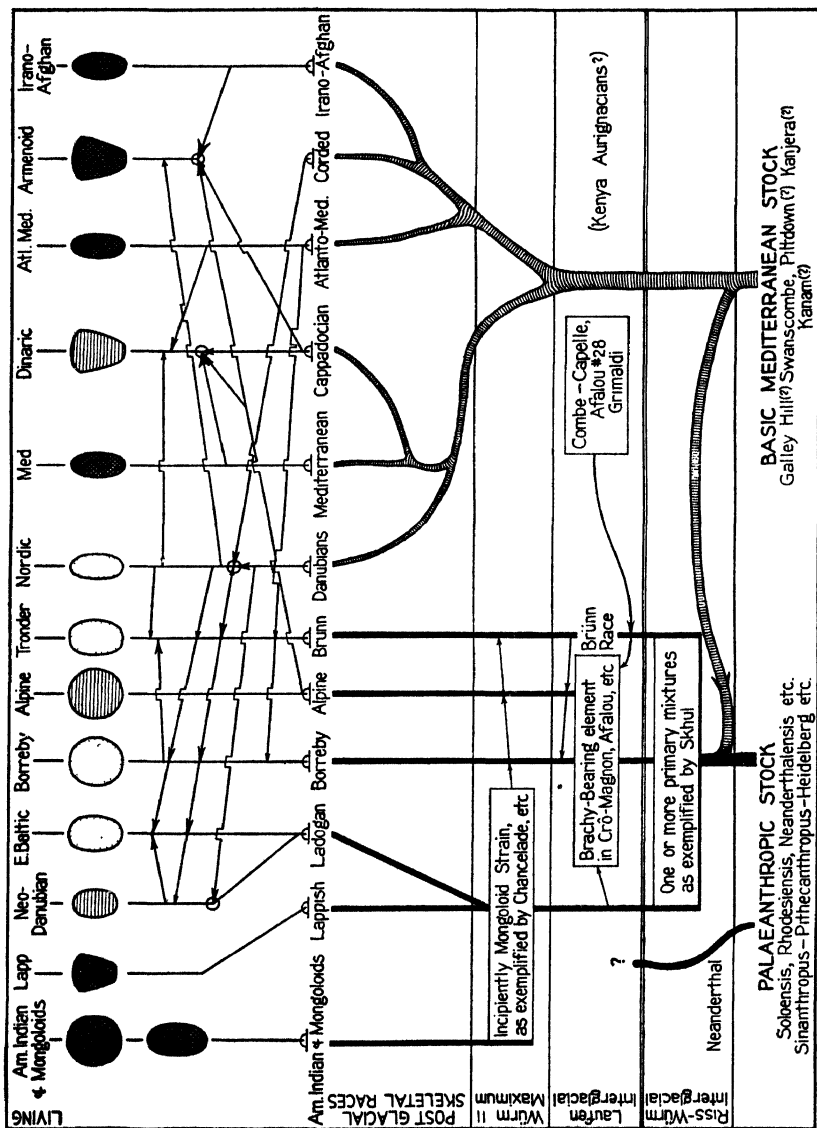 LIVING
Am. Indian
& Mongoloids
Lapp
Neo-
Danubian
E.Baltic
Borreby
Alpine
Tronder
Nordic
Med
Dinaric
Atl. Med.
Armenoid
Irano-
Afghan
POST GLACIAL
SKELETAL RACES
Am. Indian & Mongoloids
Lappish
Ladogan
Borreby
Alpine
Brunn
Danubians
Mediterranean
Cappadocian
Atlanto-Med.
Corded
Irano-Afghan
Würm II
Maximum
Incipiently Mongoloid Strain,
as exemplified by Chancelade, etc
Laufen
Interglacial
?
Brachy-Bearing element
in Crô-Magnon, Afalou, etc
Brünn
Race
Combe-Capelle,
Afalou #28
Grimaldi
(Kenya Aurignacians?)
Riss-Würm
Interglacial
Neanderthal
One or more primary mixtures
as exemplified by Skhul
PALAEANTHROPIC STOCK
Soloensis, Rhodesiensis, Neanderthalensis etc.
Sinanthropus-Pithecanthropus-Heidelberg etc.
BASIC MEDITERRANEAN STOCK
Galley Hill(?) Swanscombe, Piltdown(?) Kanjera(?)
Kanam(?)